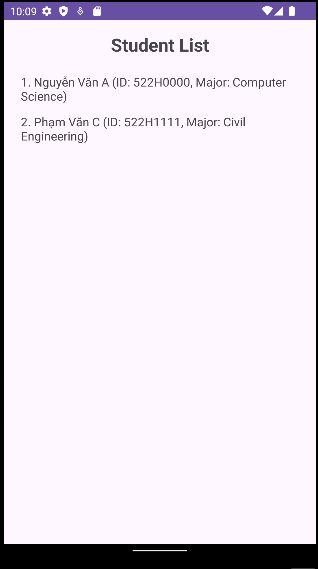 10:09
Student List
1. Nguyễn Văn A (ID: 522H0000, Major: Computer
Science)
2. Phạm Văn C (ID: 522H1111, Major: Civil
Engineering)